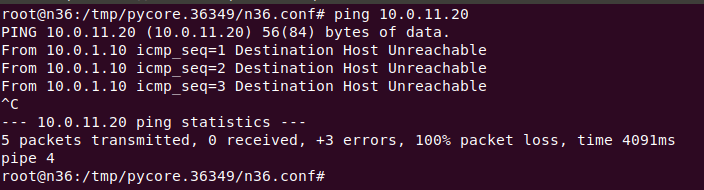 root@n36:/tmp/pycore.36349/n36.conf# ping 10.0.11.20
PING 10.0.11.20 (10.0.11.20) 56(84) bytes of data.
From 10.0.1.10 icmp_seq=1 Destination Host Unreachable
From 10.0.1.10 icmp_seq=2 Destination Host Unreachable
From 10.0.1.10 icmp_seq=3 Destination Host Unreachable
^C
--- 10.0.11.20 ping statistics ---
5 packets transmitted, 0 received, +3 errors, 100% packet loss, time 4091ms
pipe 4
root@n36:/tmp/pycore.36349/n36.conf#